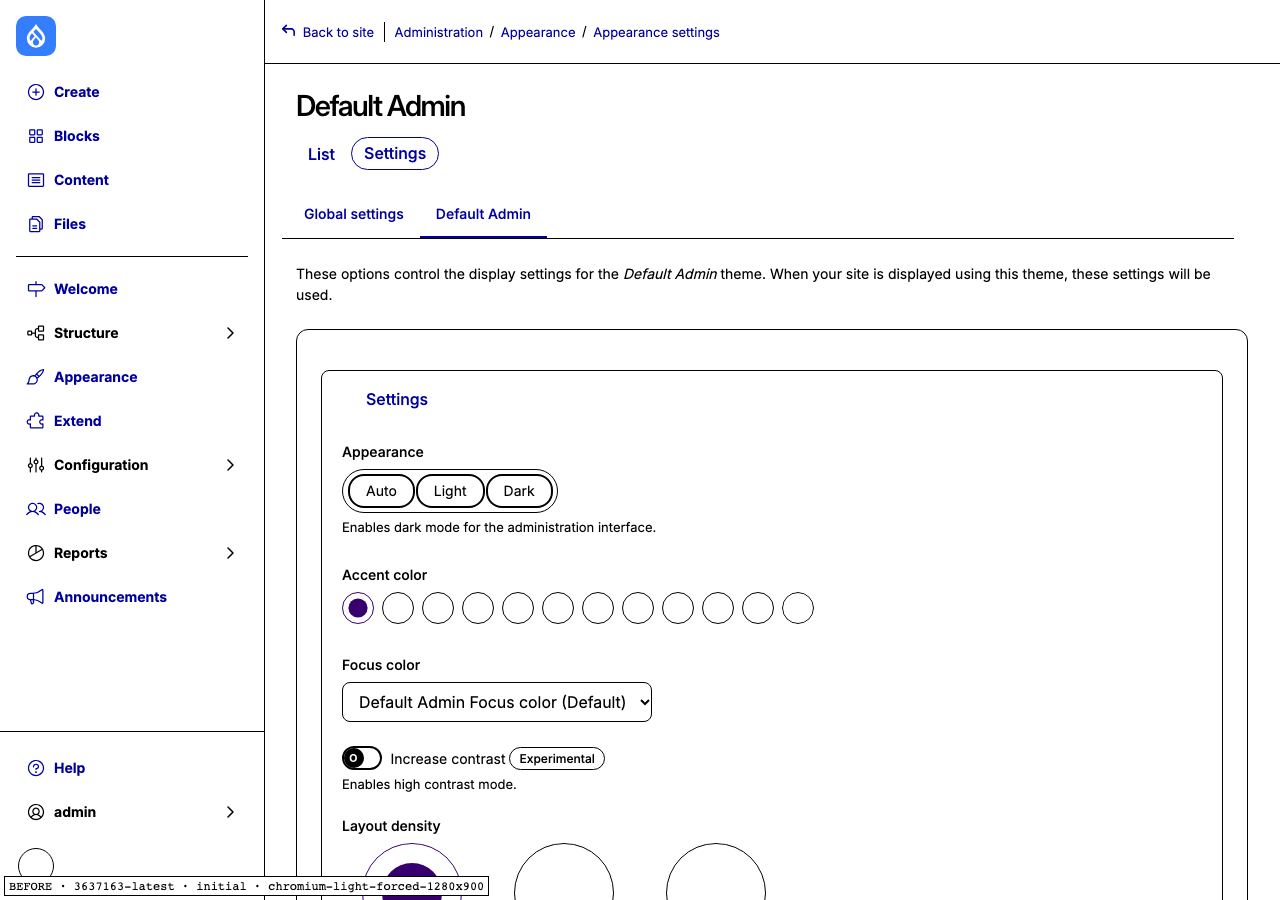 Back to site
Administration / Appearance / Appearance settings
Create
Blocks
Content
Files
Welcome
Structure
Appearance
Extend
Configuration
People
Reports
Announcements
Help
admin
Default Admin
List
Settings
Global settings
Default Admin
These options control the display settings for the Default Admin theme. When your site is displayed using this theme, these settings will be
used.
Settings
Appearance
Auto
Light
Dark
Enables dark mode for the administration interface.
Accent color
Focus color
Default Admin Focus color (Default)
Increase contrast Experimental
Enables high contrast mode.
Layout density
BEFORE · 3637163-latest · initial · chromium-light-forced-1280x900